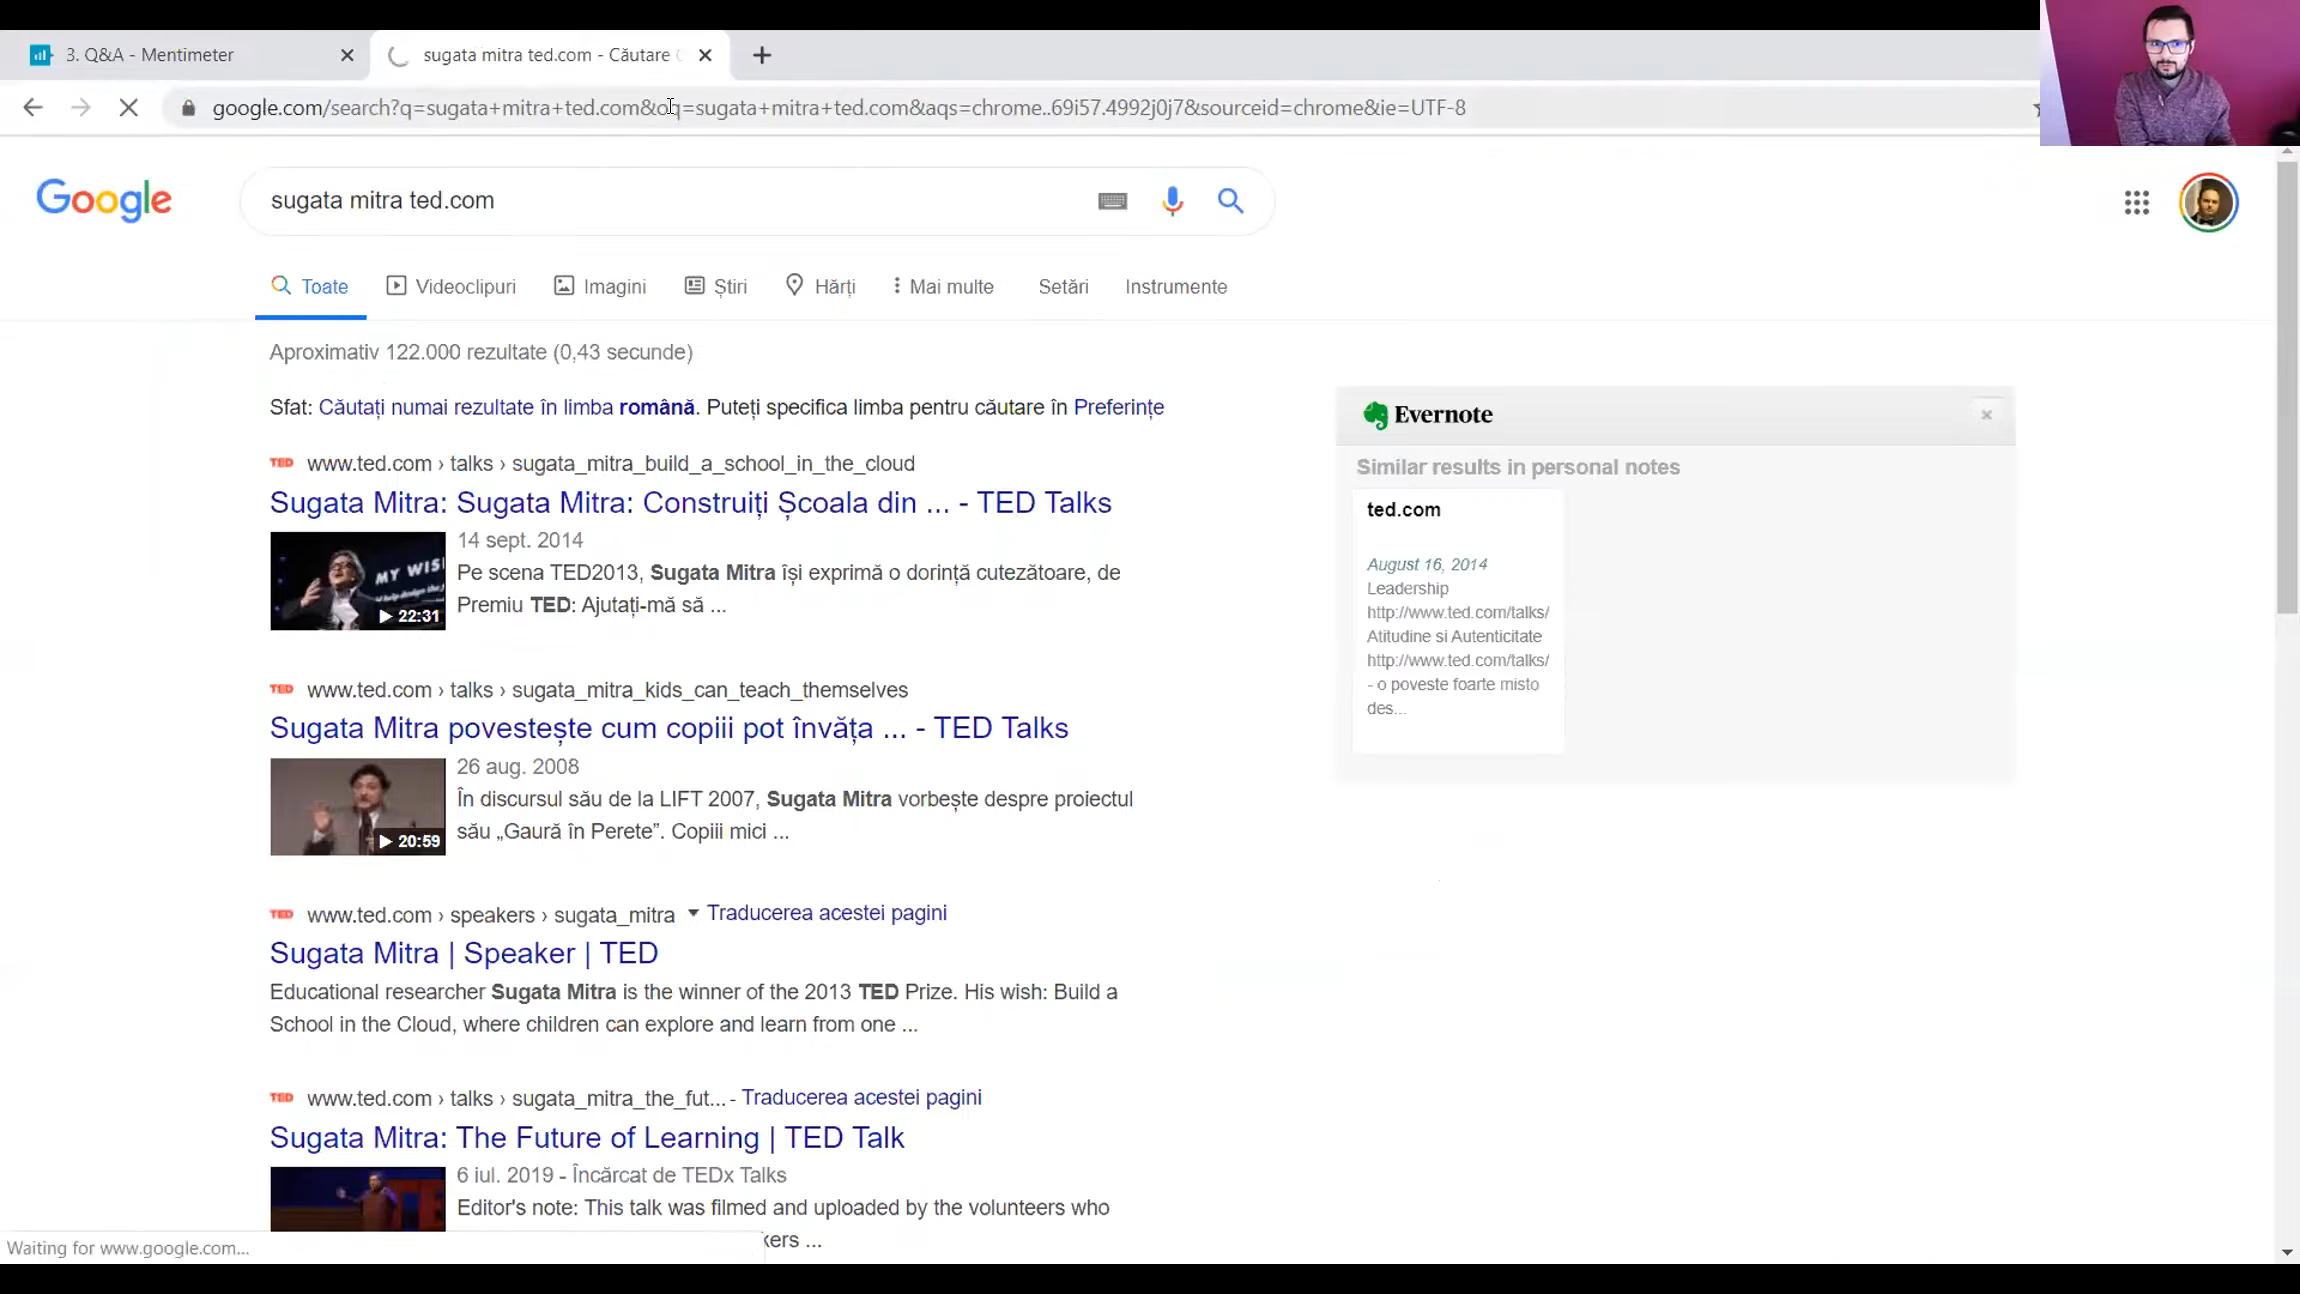 3. Q&A - Mentimeter
sugata mitra ted.com - Căutare
google.com/search?q=sugata+mitra+ted.com&oq=sugata+mitra+ted.com&aqs=chrome..69i57.4992j0j7&sourceid=chrome&ie=UTF-8
Google
sugata mitra ted.com
Toate Videoclipuri Imagini Știri Hărți Mai multe Setări Instrumente
Aproximativ 122.000 rezultate (0,43 secunde)
Sfat: Căutați numai rezultate în limba română. Puteți specifica limba pentru căutare în Preferințe
TED www.ted.com › talks › sugata_mitra_build_a_school_in_the_cloud
Sugata Mitra: Sugata Mitra: Construiți Școala din ... - TED Talks
MY WIS
22:31
14 sept. 2014
Pe scena TED2013, Sugata Mitra își exprimă o dorință cutezătoare, de
Premiu TED: Ajutați-mă să ...
TED www.ted.com › talks › sugata_mitra_kids_can_teach_themselves
Sugata Mitra povestește cum copiii pot învăța ... - TED Talks
20:59
26 aug. 2008
În discursul său de la LIFT 2007, Sugata Mitra vorbește despre proiectul
său „Gaură în Perete”. Copiii mici ...
TED www.ted.com › speakers › sugata_mitra Traducerea acestei pagini
Sugata Mitra | Speaker | TED
Educational researcher Sugata Mitra is the winner of the 2013 TED Prize. His wish: Build a
School in the Cloud, where children can explore and learn from one ...
TED www.ted.com › talks › sugata_mitra_the_fut... - Traducerea acestei pagini
Sugata Mitra: The Future of Learning | TED Talk
6 iul. 2019 - Încărcat de TEDx Talks
Editor's note: This talk was filmed and uploaded by the volunteers who
kers ...
Evernote
Similar results in personal notes
ted.com
August 16, 2014
Leadership
http://www.ted.com/talks/
Atitudine si Autenticitate
http://www.ted.com/talks/
- o poveste foarte misto
des...
Waiting for www.google.com...